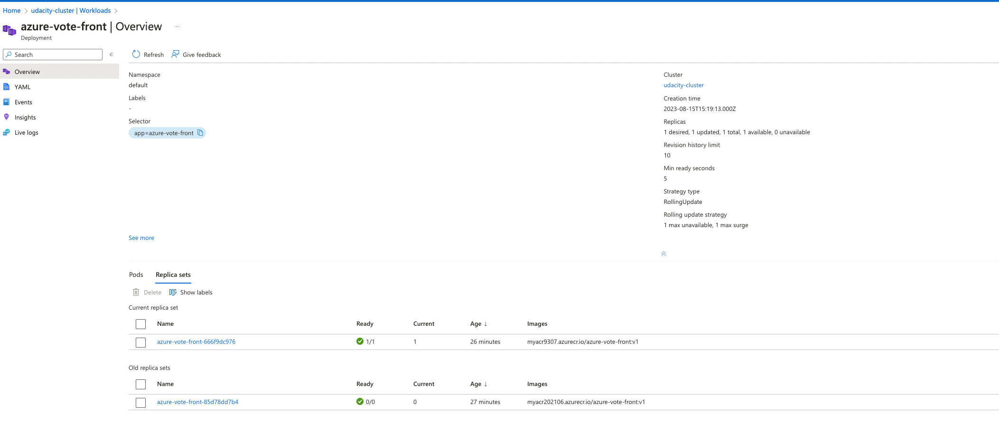 Home > udacity-cluster | Workloads >
azure-vote-front | Overview ...
Deployment
Search «
Refresh Give feedback
Overview
YAML
Events
Insights
Live logs
Namespace
default
Labels
-
Selector
app=azure-vote-front
See more
Cluster
udacity-cluster
Creation time
2023-08-15T15:19:13.000Z
Replicas
1 desired, 1 updated, 1 total, 1 available, 0 unavailable
Revision history limit
10
Min ready seconds
5
Strategy type
RollingUpdate
Rolling update strategy
1 max unavailable, 1 max surge
Pods Replica sets
Delete Show labels
Current replica set
Name Ready Current Age ↓ Images
azure-vote-front-666f9dc976 1/1 1 26 minutes myacr9307.azurecr.io/azure-vote-front:v1
Old replica sets
Name Ready Current Age ↓ Images
azure-vote-front-85d78dd7b4 0/0 0 27 minutes myacr202106.azurecr.io/azure-vote-front:v1